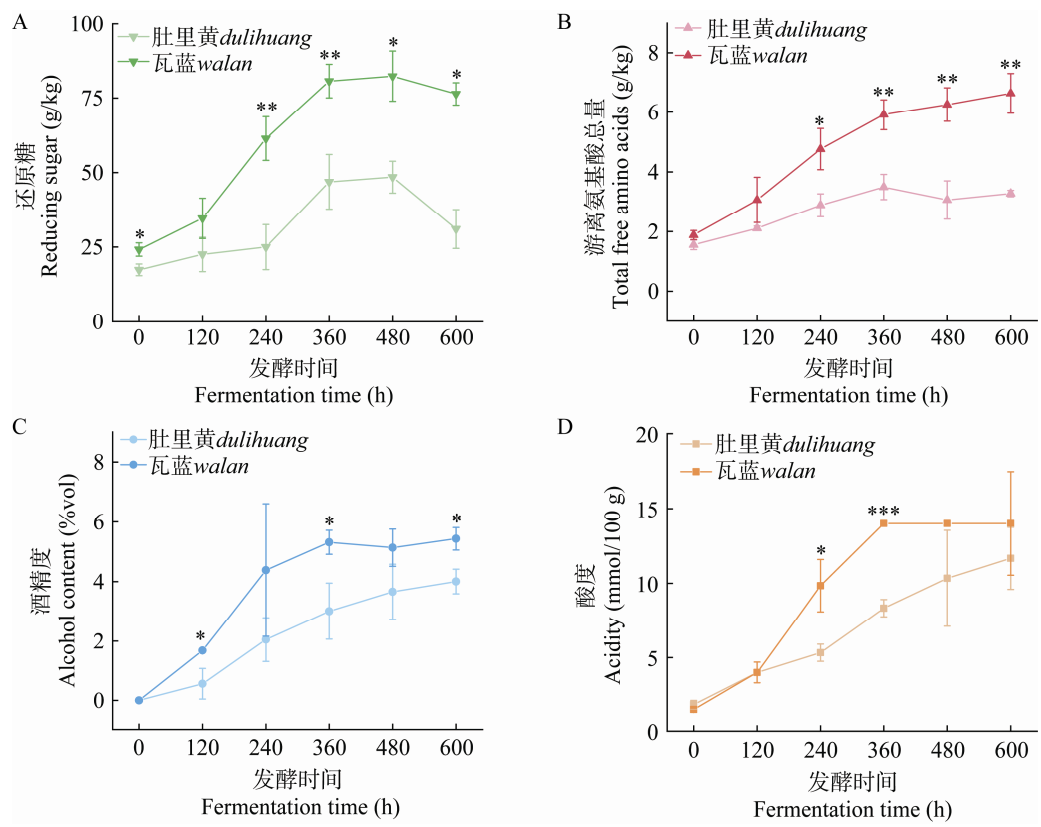 A
还原糖
Reducing sugar (g/kg)
100
75
50
25
0
肚里黄dulihuang
瓦蓝walan
*
**
**
*
*
0 120 240 360 480 600
发酵时间
Fermentation time (h)
B
游离氨基酸总量
Total free amino acids (g/kg)
8
6
4
2
0
肚里黄dulihuang
瓦蓝walan
*
**
**
**
0 120 240 360 480 600
发酵时间
Fermentation time (h)
C
酒精度
Alcohol content (%vol)
8
6
4
2
0
肚里黄dulihuang
瓦蓝walan
*
*
*
0 120 240 360 480 600
发酵时间
Fermentation time (h)
D
酸度
Acidity (mmol/100 g)
20
15
10
5
0
肚里黄dulihuang
瓦蓝walan
*
***
0 120 240 360 480 600
发酵时间
Fermentation time (h)